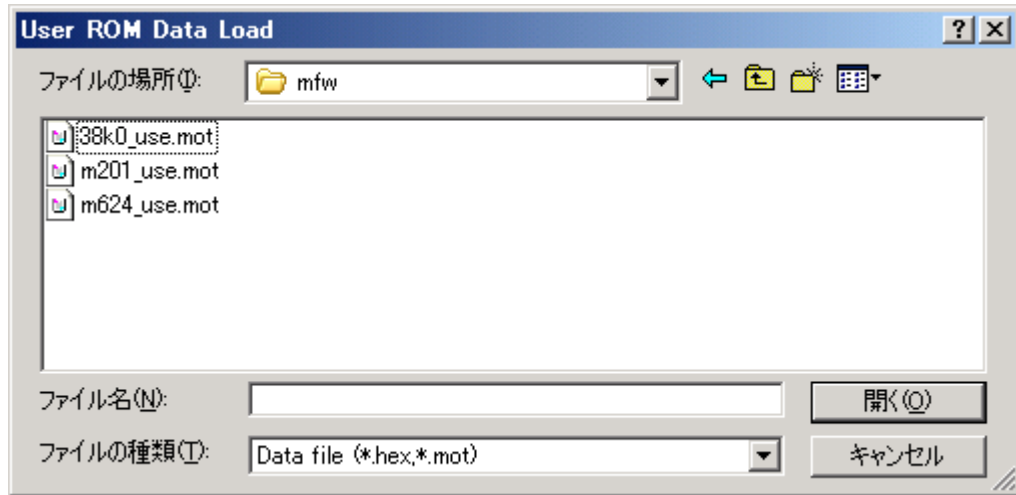 User ROM Data Load
ファイルの場所(I):
mfw
38k0_use.mot
m201_use.mot
m624_use.mot
ファイル名(N):
開く(O)
ファイルの種類(T):
Data file (*.hex,*.mot)
キャンセル